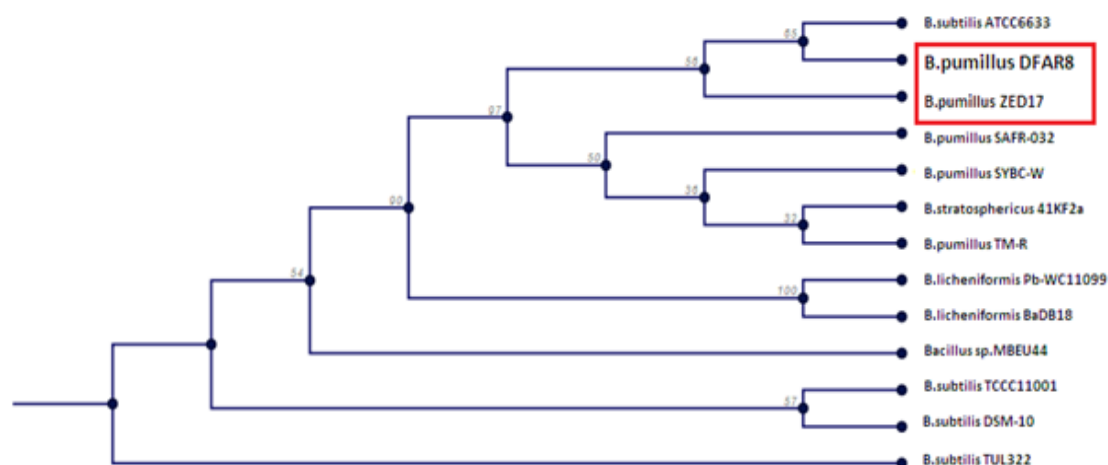 B.subtilis ATCC6633
65
B.pumillus DFAR8
56
B.pumillus ZED17
97
B.pumillus SAFR-032
50
B.pumillus SYBC-W
36
B.stratosphericus 41KF2a
90
33
B.pumillus TM-R
54
B.licheniformis Pb-WC11099
100
B.licheniformis BaDB18
Bacillus sp.MBEU44
B.subtilis TCCC11001
57
B.subtilis DSM-10
B.subtilis TUL322